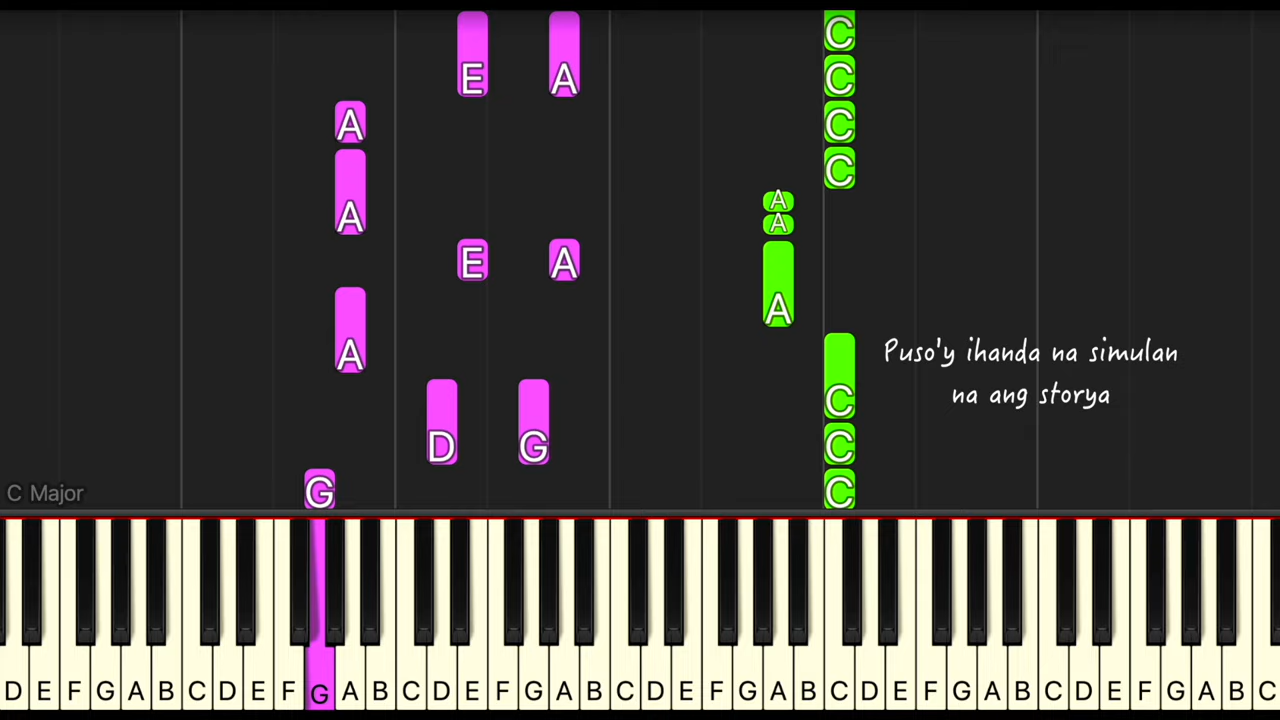 E A C
C
A C
C
A
A A
E A
A
Puso'y ihanda na simulan
A C
na ang storya
D G C
G C
C Major
D E F G A B C D E F G A B C D E F G A B C D E F G A B C D E F G A B C D E F G A B C